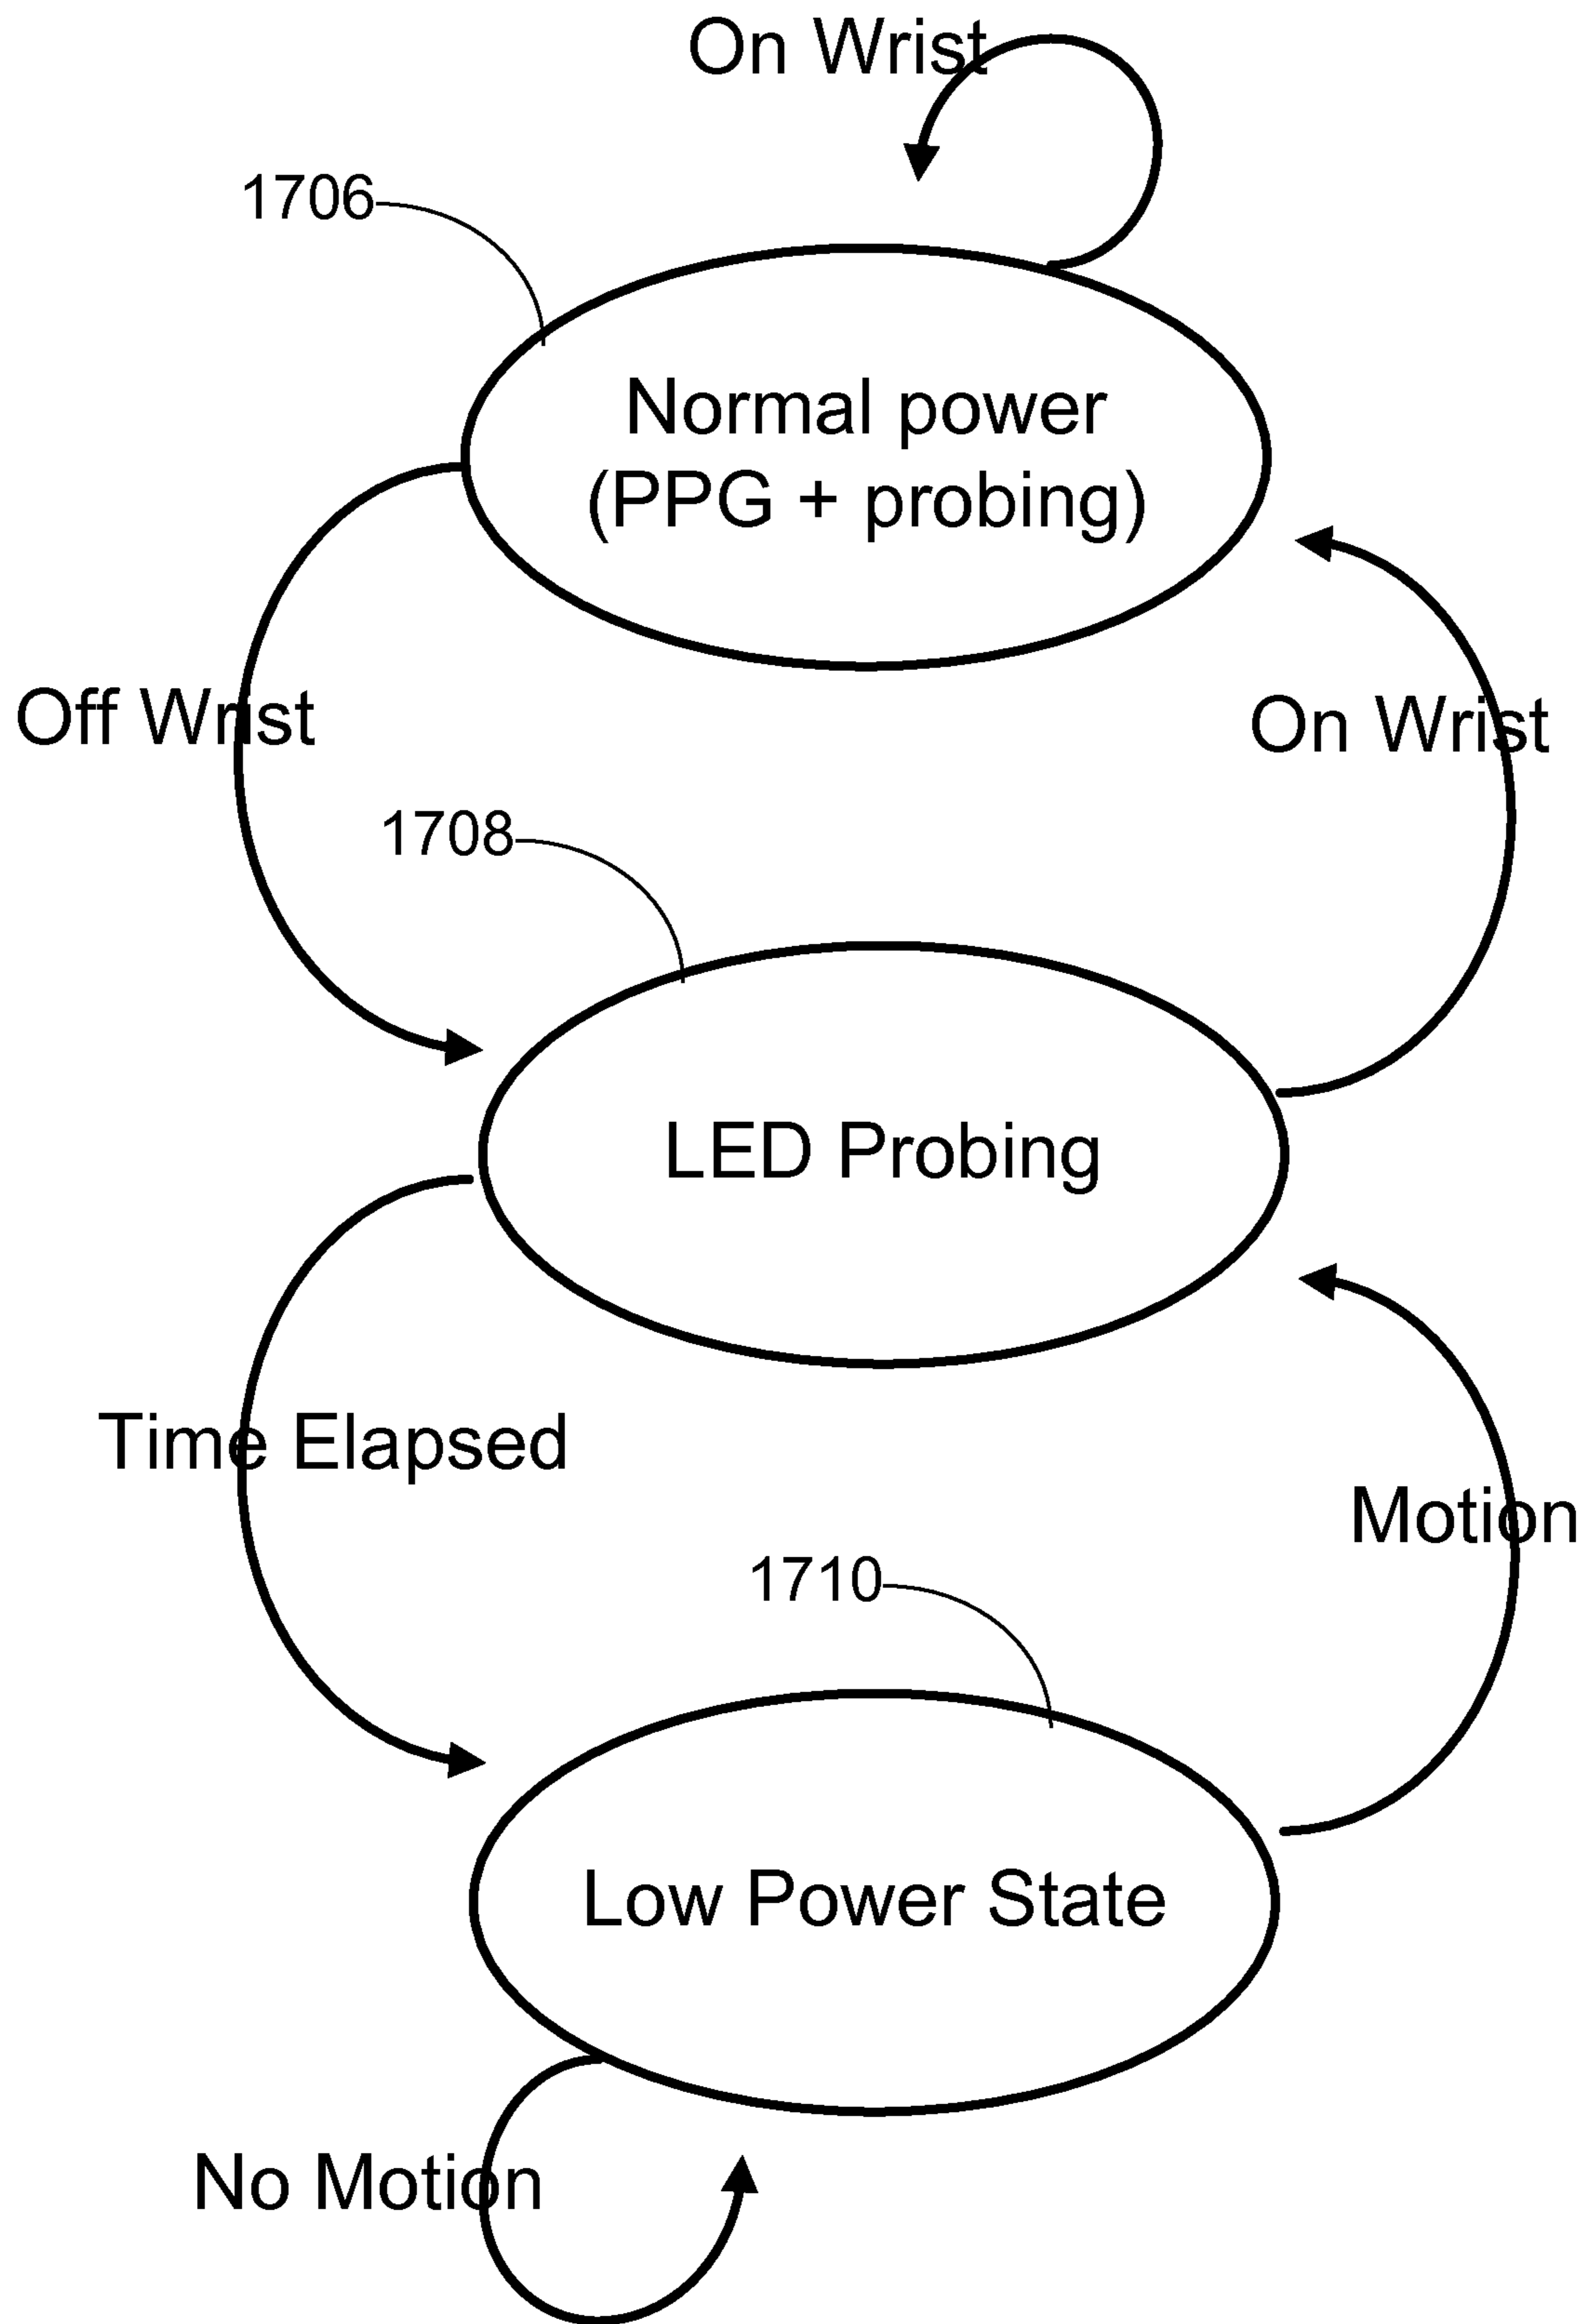 On Wrist
1706
Normal power
(PPG + probing)
Off Wrist
On Wrist
1708
LED Probing
Time Elapsed
Motion
1710
Low Power State
No Motion